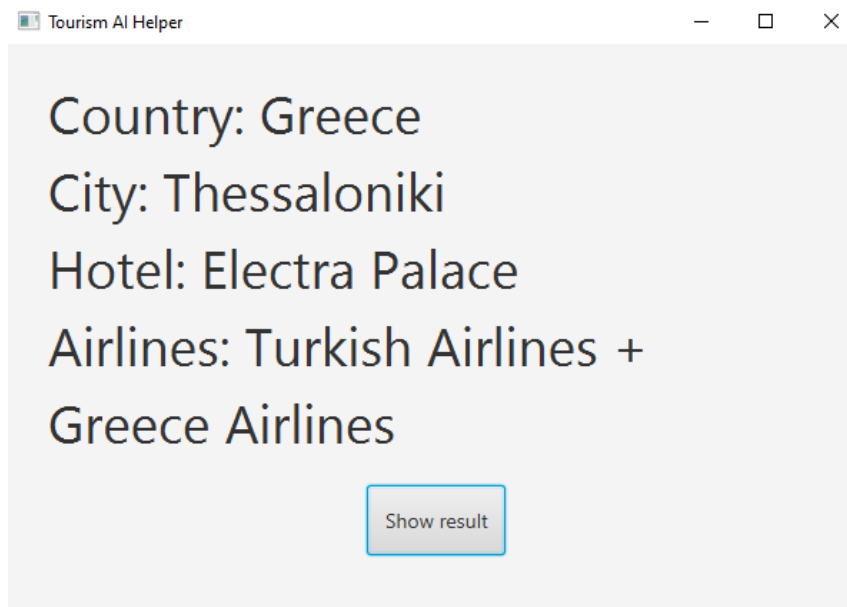 Tourism AI Helper
Country: Greece
City: Thessaloniki
Hotel: Electra Palace
Airlines: Turkish Airlines +
Greece Airlines
Show result